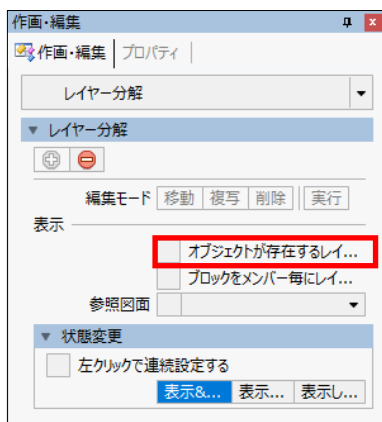 作画・編集
作画・編集 プロパティ
レイヤー分解
レイヤー分解
編集モード 移動 複写 削除 実行
表示
オブジェクトが存在するレイ...
ブロックをメンバー毎にレイ...
参照図面
状態変更
左クリックで連続設定する
表示&... 表示... 表示し...